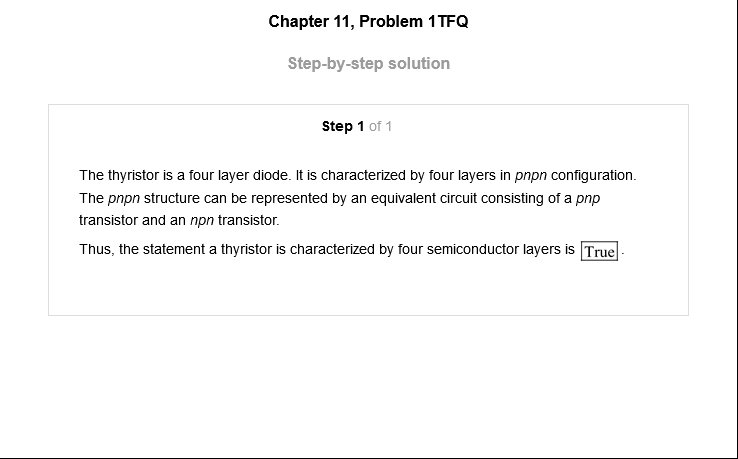 Chapter 11, Problem 1TFQ
Step-by-step solution
Step 1 of 1
The thyristor is a four layer diode. It is characterized by four layers in pnpn configuration.
The pnpn structure can be represented by an equivalent circuit consisting of a pnp
transistor and an npn transistor.
Thus, the statement a thyristor is characterized by four semiconductor layers is True.